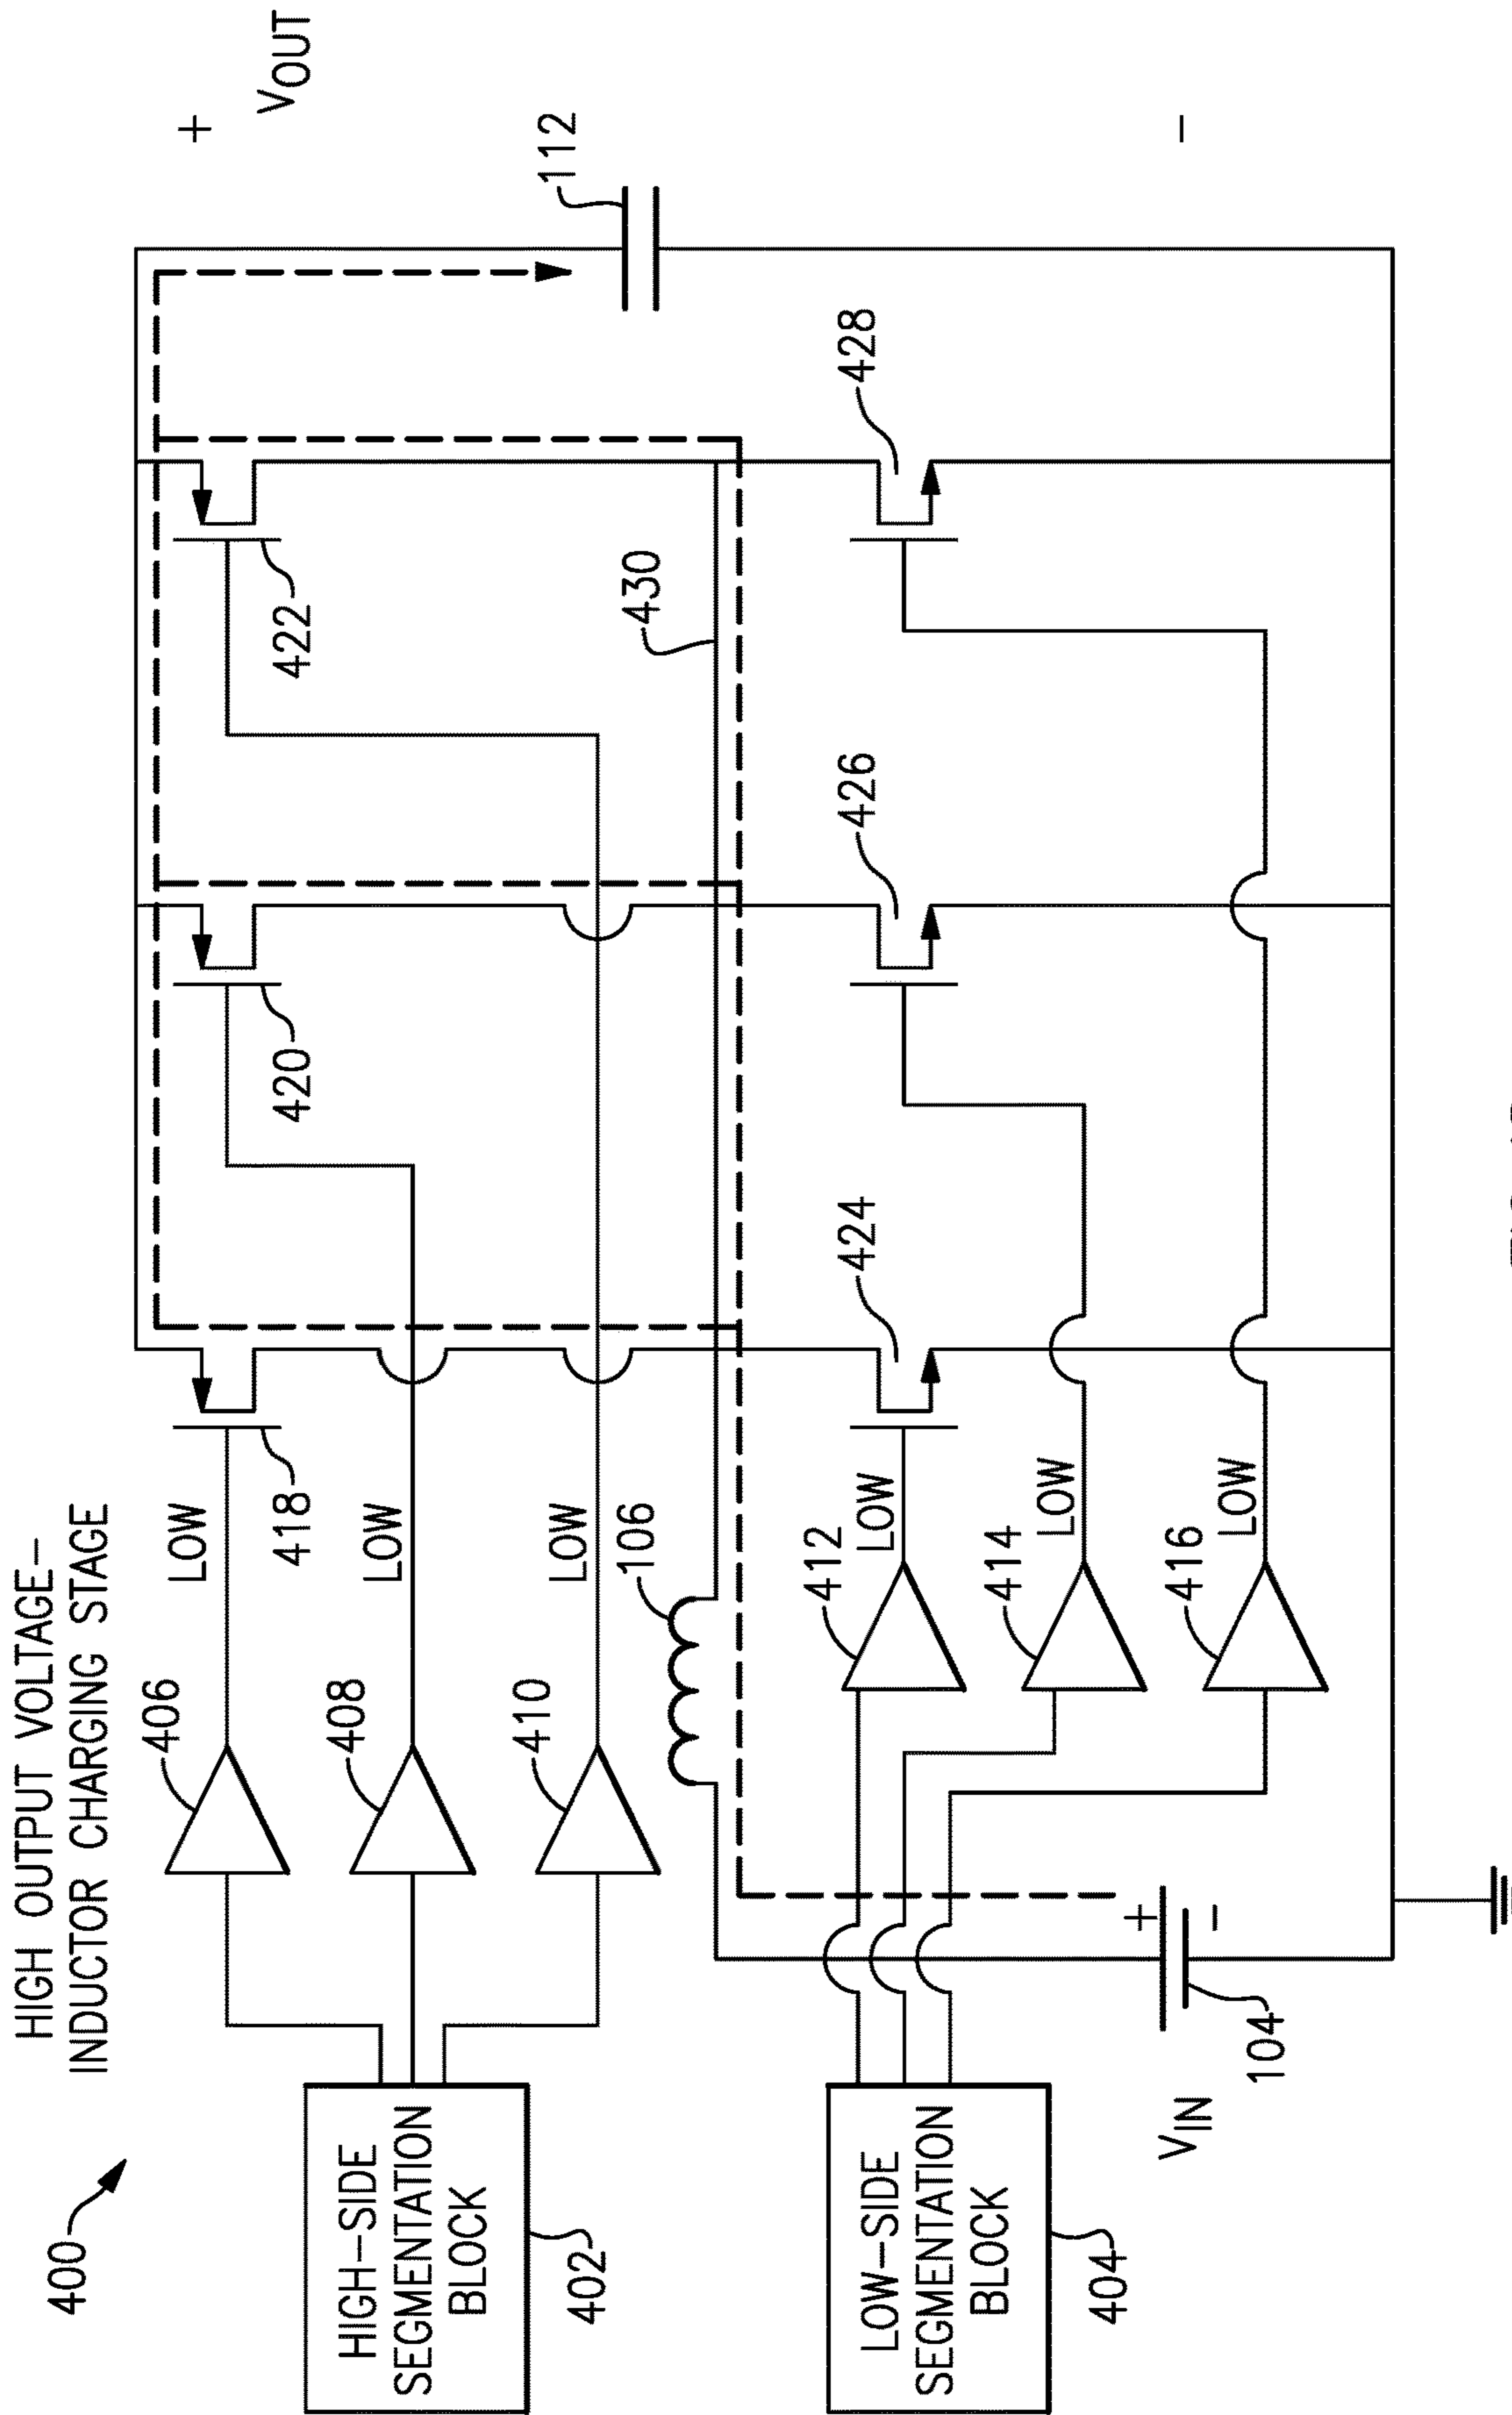 HIGH OUTPUT VOLTAGE-
INDUCTOR CHARGING STAGE
400
HIGH-SIDE
SEGMENTATION
BLOCK
402
406
LOW
418
408
LOW
410
LOW
420
422
106
430
+
VOUT
112
-
LOW-SIDE
SEGMENTATION
BLOCK
404
412
LOW
424
414
LOW
426
416
LOW
428
VIN
104
+
-